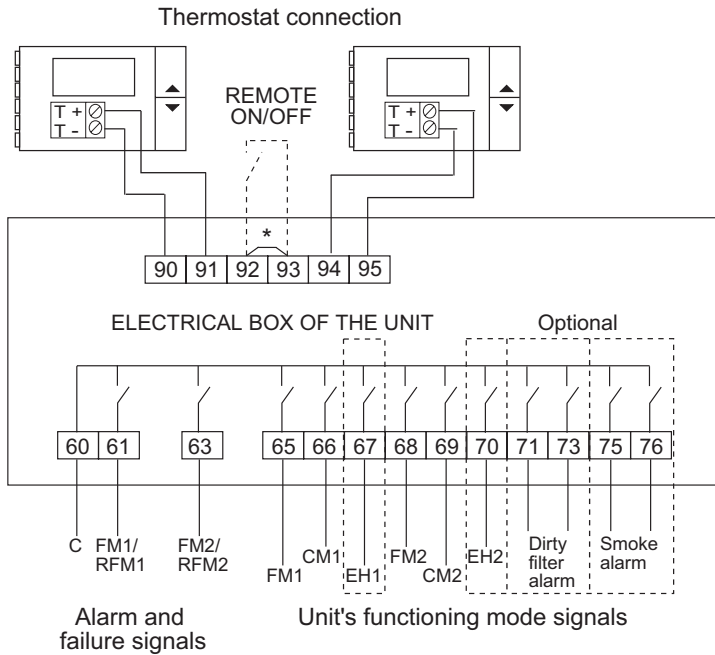 Thermostat connection
T +
T -
REMOTE
ON/OFF
T +
T -
*
90 91 92 93 94 95
ELECTRICAL BOX OF THE UNIT
Optional
60 61 63 65 66 67 68 69 70 71 73 75 76
C
FM1/
RFM1
FM2/
RFM2
FM1
CM1
EH1
FM2
CM2
EH2
Dirty
filter
alarm
Smoke
alarm
Alarm and
failure signals
Unit's functioning mode signals